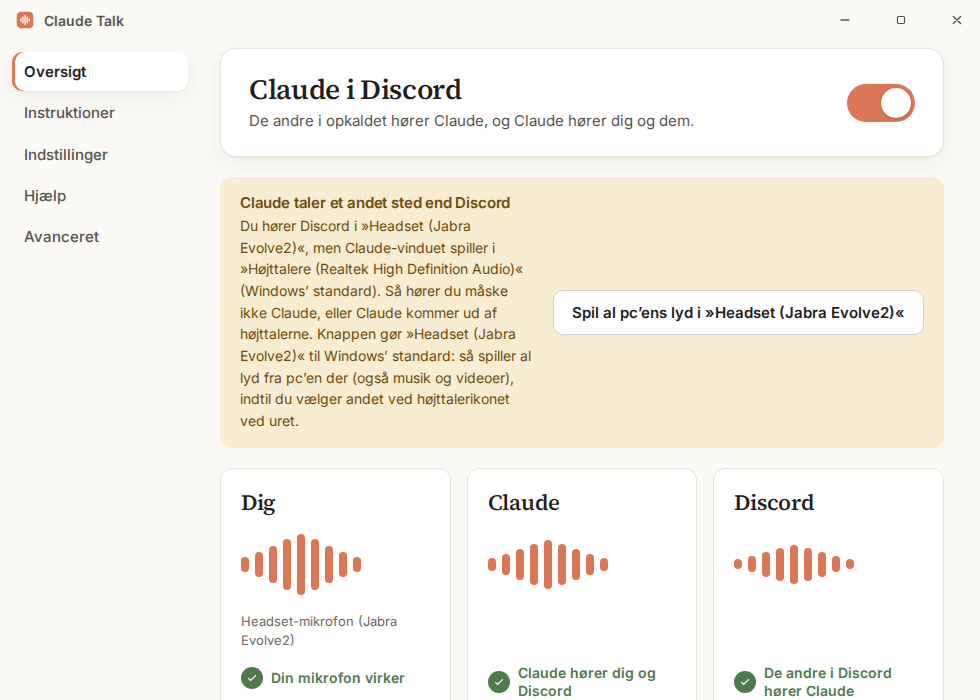 Claude Talk
Oversigt
Instruktioner
Indstillinger
Hjælp
Avanceret
Claude i Discord
De andre i opkaldet hører Claude, og Claude hører dig og dem.
Claude taler et andet sted end Discord
Du hører Discord i »Headset (Jabra
Evolve2)«, men Claude-vinduet spiller i
»Højttalere (Realtek High Definition Audio)«
(Windows’ standard). Så hører du måske
ikke Claude, eller Claude kommer ud af
højttalerne. Knappen gør »Headset (Jabra
Evolve2)« til Windows’ standard: så spiller al
lyd fra pc’en der (også musik og videoer),
indtil du vælger andet ved højttalerikonet
ved uret.
Spil al pc’ens lyd i »Headset (Jabra Evolve2)«
Dig
Headset-mikrofon (Jabra
Evolve2)
Din mikrofon virker
Claude
Claude hører dig og
Discord
Discord
De andre i Discord
hører Claude